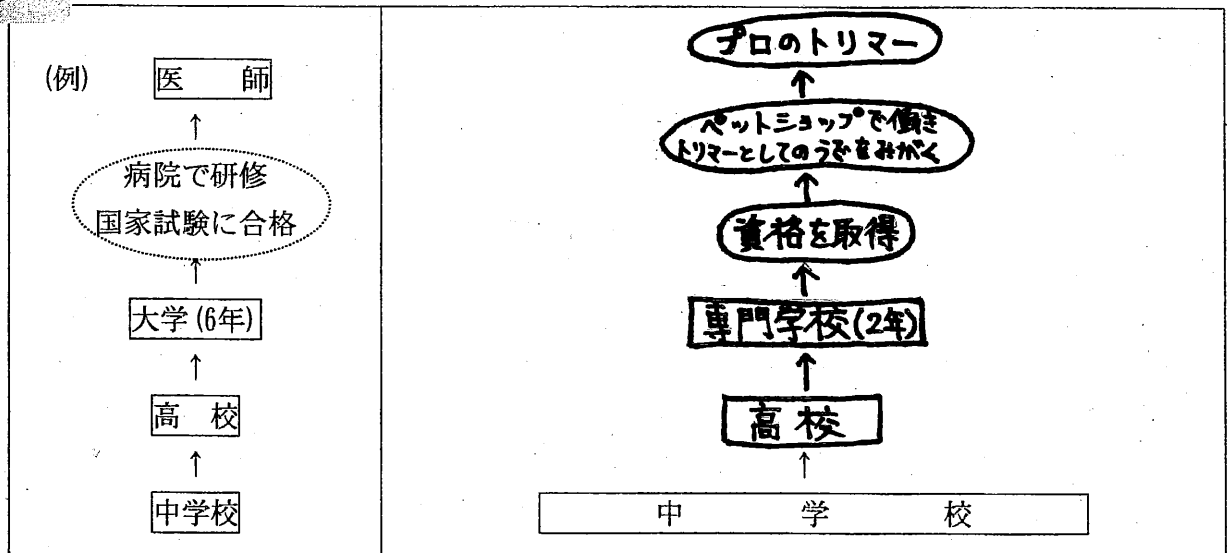 (例)
医 師
↑
病院で研修
国家試験に合格
↑
大学(6年)
↑
高 校
↑
中学校
プロのトリマー
↑
ペットショップで働き
トリマーとしてのうでをみがく
↑
資格を取得
↑
専門学校(2年)
↑
高校
↑
中 学 校